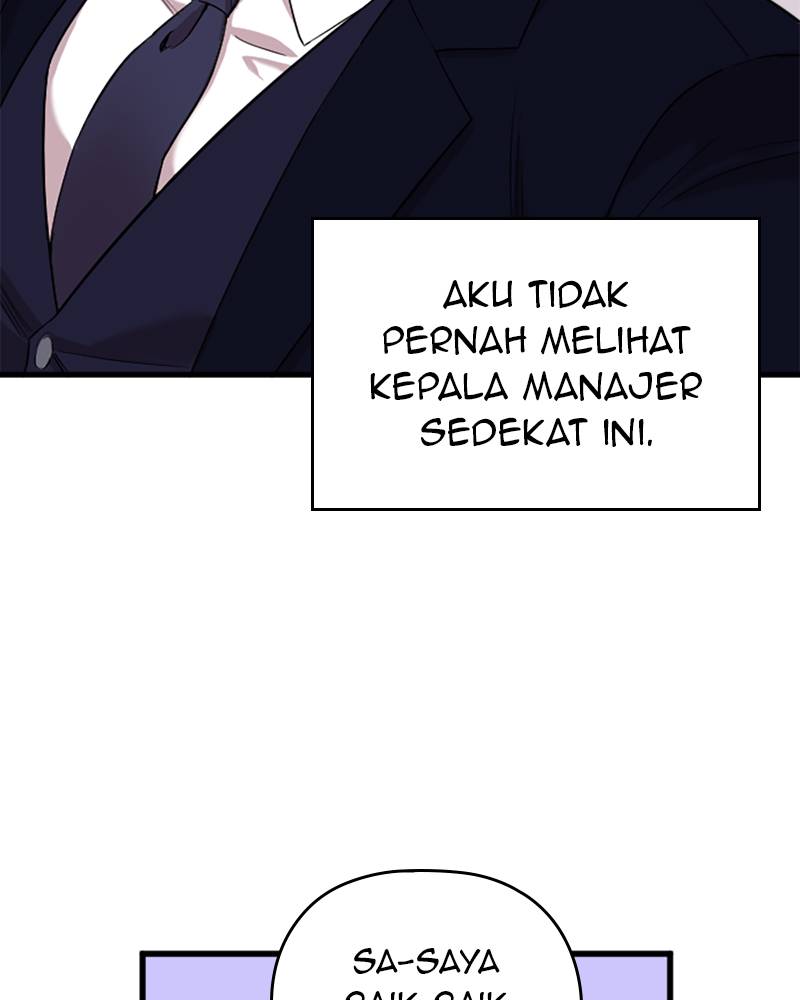 AKU TIDAK
PERNAH MELIHAT
KEPALA MANAJER
SEDEKAT INI.
SA-SAYA